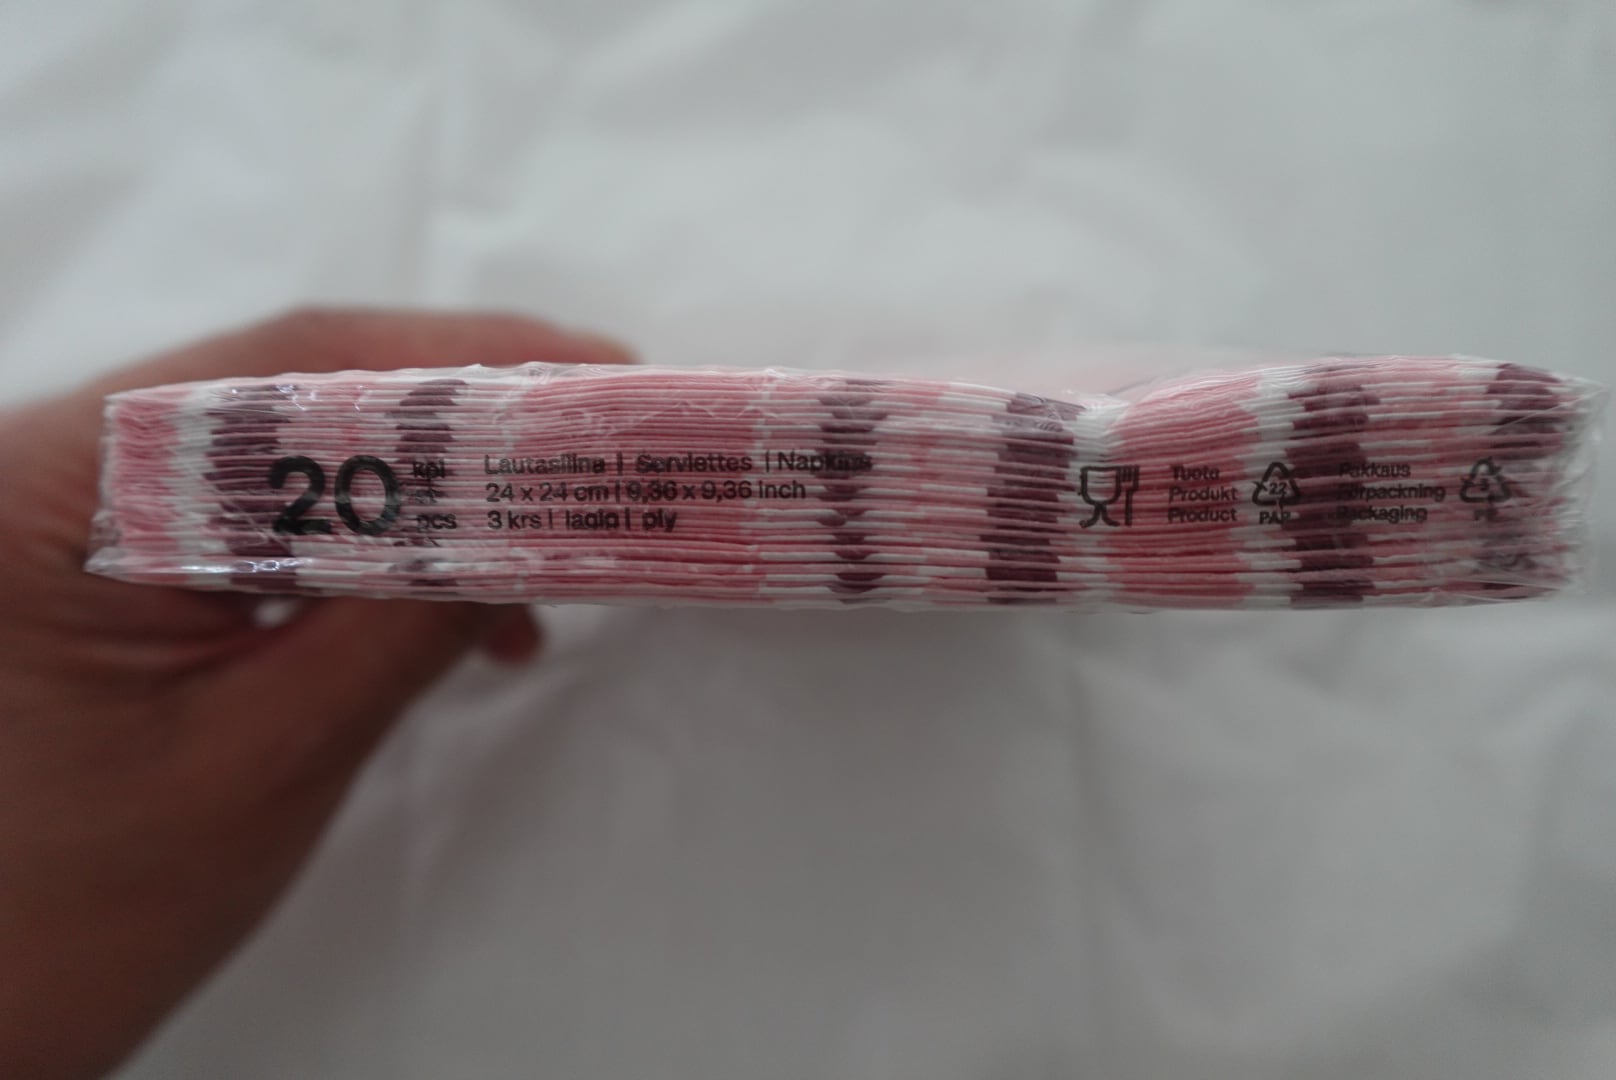 20 kpl
st
pcs
Lautasliina | Serviettes | Napkins
24 x 24 cm | 9,36 x 9,36 inch
3 krs | lagig | ply
Tuote
Produkt
Product
22
PAP
Pakkaus
Förpackning
Packaging